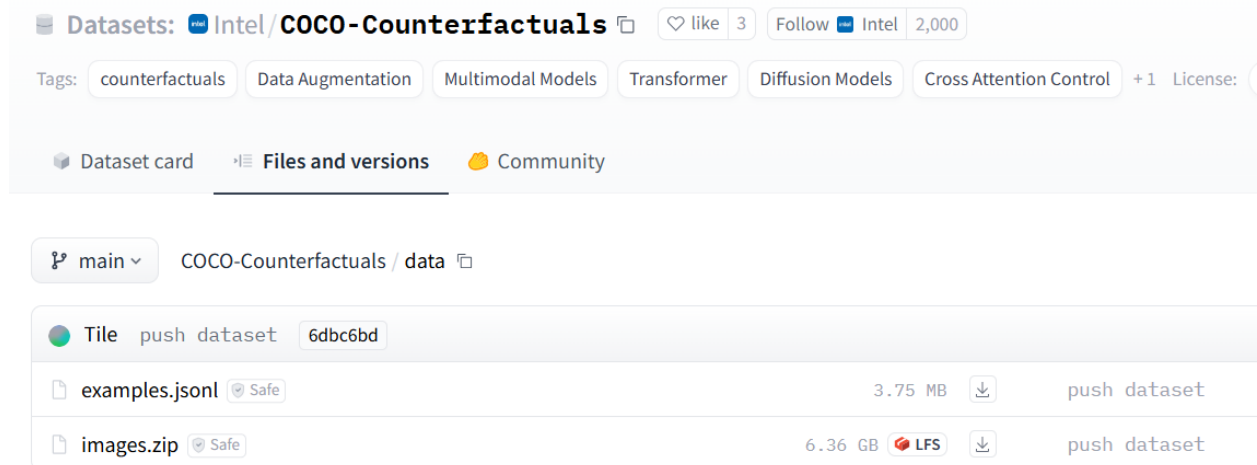 Datasets: intel Intel/COCO-Counterfactuals like 3 Follow intel Intel 2,000
Tags: counterfactuals Data Augmentation Multimodal Models Transformer Diffusion Models Cross Attention Control +1 License:
Dataset card Files and versions Community
main COCO-Counterfactuals / data
Tile push dataset 6dbc6bd
examples.jsonl Safe 3.75 MB push dataset
images.zip Safe 6.36 GB LFS push dataset